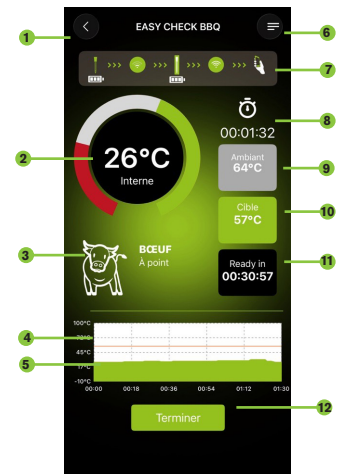 EASY CHECK BBQ
1
6
>>> >>> >>> >>>
7
8
00:01:32
2
26°C
Interne
Ambiant
64°C
9
Cible
57°C
10
3
BŒUF
À point
Ready in
00:30:57
11
100°C
4
72°C
45°C
5
17°C
-10°C
00:00 00:18 00:36 00:54 01:12 01:30
Terminer
12